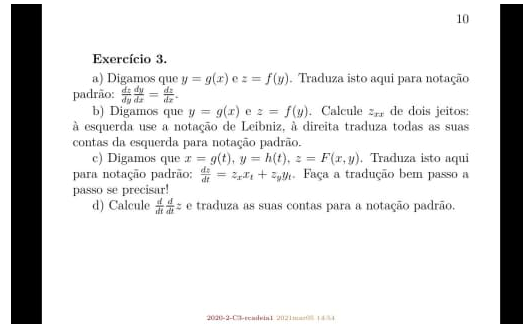 10
Exercício 3.
a) Digamos que y = g(x) e z = f(y). Traduza isto aqui para notação
padrão: dz/dy dy/dx = dz/dx.
b) Digamos que y = g(x) e z = f(y). Calcule z_xx de dois jeitos:
à esquerda use a notação de Leibniz, à direita traduza todas as suas
contas da esquerda para notação padrão.
c) Digamos que x = g(t), y = h(t), z = F(x, y). Traduza isto aqui
para notação padrão: dz/dt = z_x x_t + z_y y_t. Faça a tradução bem passo a
passo se precisar!
d) Calcule d/dt d/dt z e traduza as suas contas para a notação padrão.
2020-2-C3-rcadeia1 2021mar05 14:54